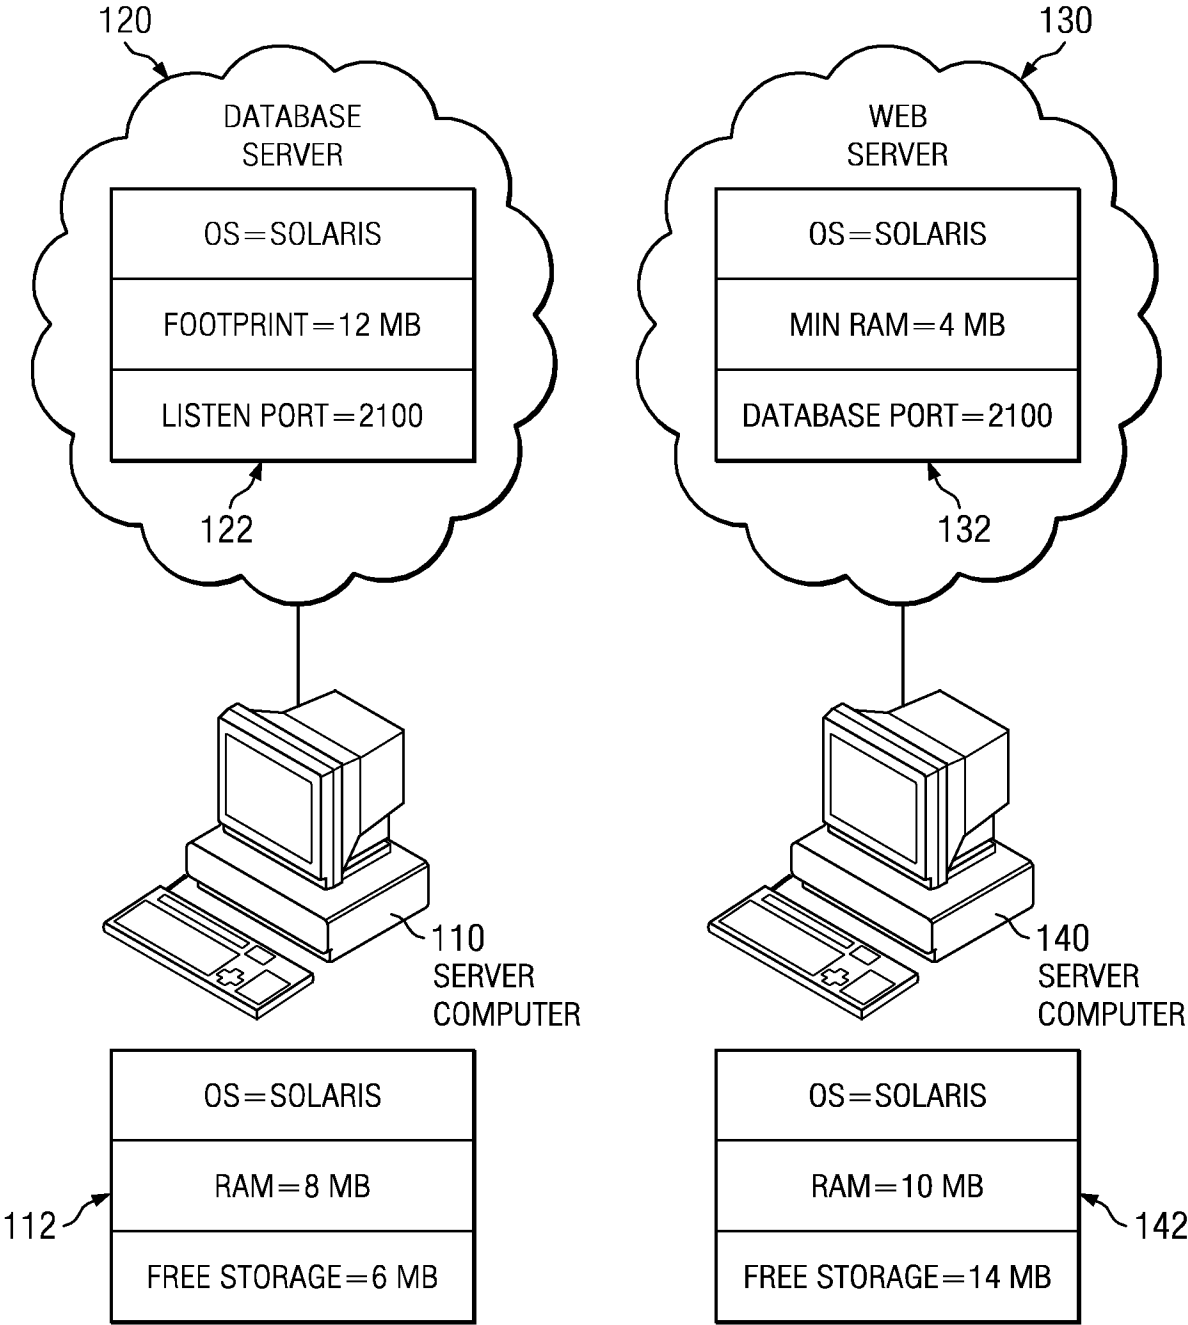 120
DATABASE
SERVER
OS=SOLARIS
FOOTPRINT=12 MB
LISTEN PORT=2100
122
130
WEB
SERVER
OS=SOLARIS
MIN RAM=4 MB
DATABASE PORT=2100
132
110
SERVER
COMPUTER
140
SERVER
COMPUTER
OS=SOLARIS
RAM=8 MB
FREE STORAGE=6 MB
112
OS=SOLARIS
RAM=10 MB
FREE STORAGE=14 MB
142